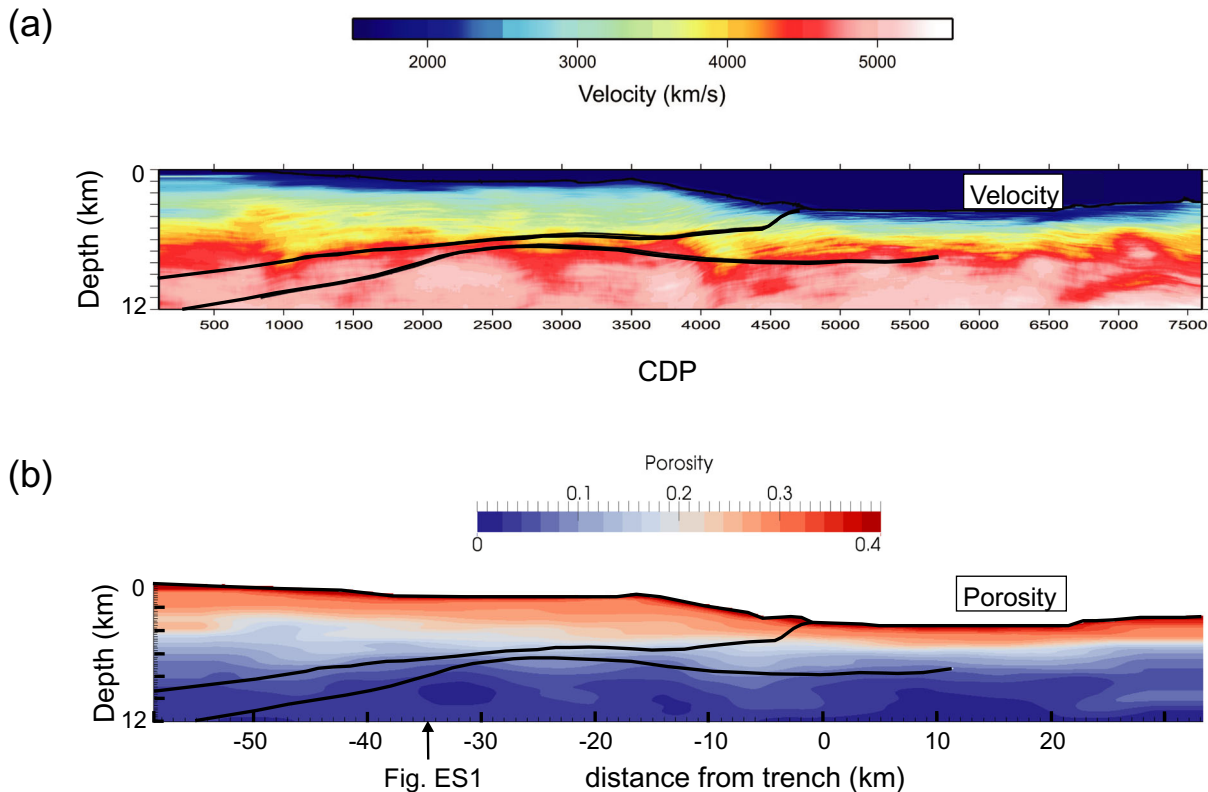 (a)
2000 3000 4000 5000
Velocity (km/s)
Velocity
0
Depth (km)
12
500 1000 1500 2000 2500 3000 3500 4000 4500 5000 5500 6000 6500 7000 7500
CDP
(b)
Porosity
0.1 0.2 0.3
0 0.4
Porosity
0
Depth (km)
12
-50 -40 -30 -20 -10 0 10 20
Fig. ES1
distance from trench (km)